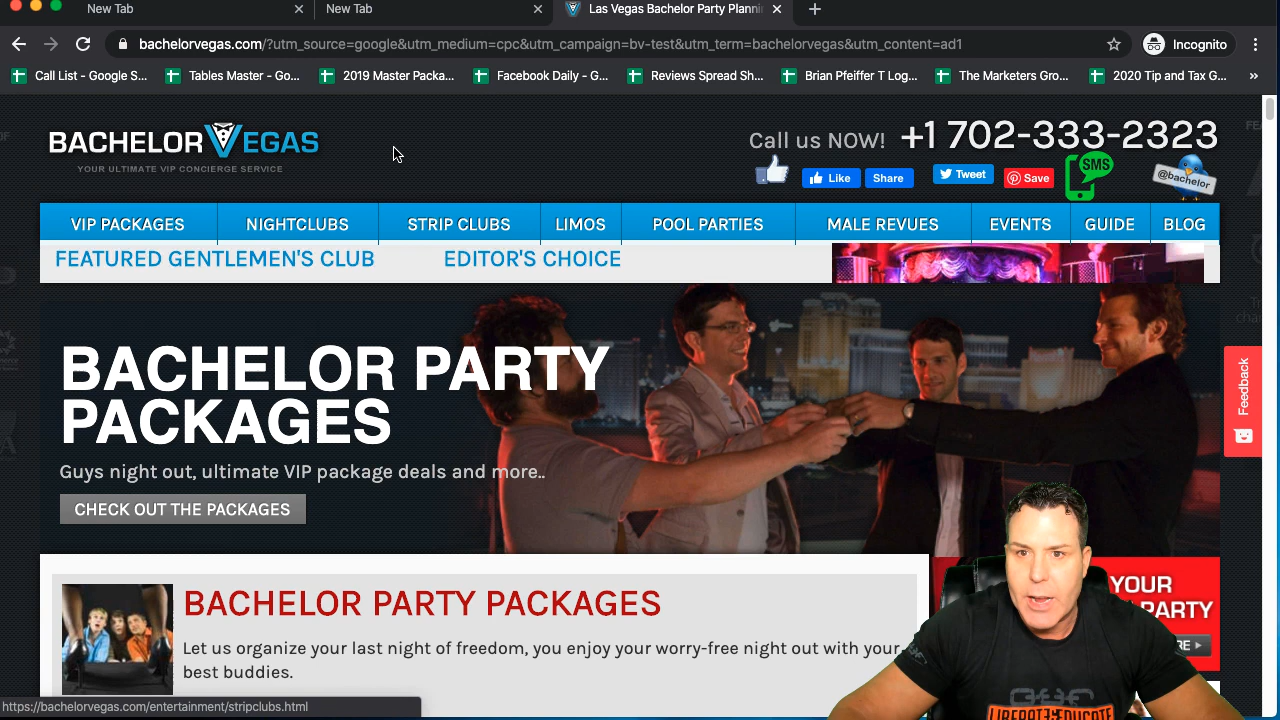 New Tab
New Tab
Las Vegas Bachelor Party Planni
bachelorvegas.com/?utm_source=google&utm_medium=cpc&utm_campaign=bv-test&utm_term=bachelorvegas&utm_content=ad1
Incognito
Call List - Google S...
Tables Master - Go...
2019 Master Packa...
Facebook Daily - G...
Reviews Spread Sh...
Brian Pfeiffer T Log...
The Marketers Gro...
2020 Tip and Tax G...
BACHELOR VEGAS
YOUR ULTIMATE VIP CONCIERGE SERVICE
Call us NOW! +1 702-333-2323
Like
Share
Tweet
Save
SMS
@bachelor
VIP PACKAGES
NIGHTCLUBS
STRIP CLUBS
LIMOS
POOL PARTIES
MALE REVUES
EVENTS
GUIDE
BLOG
FEATURED GENTLEMEN'S CLUB
EDITOR'S CHOICE
BACHELOR PARTY
PACKAGES
Guys night out, ultimate VIP package deals and more..
CHECK OUT THE PACKAGES
Feedback
BACHELOR PARTY PACKAGES
Let us organize your last night of freedom, you enjoy your worry-free night out with your
best buddies.
YOUR
PARTY
https://bachelorvegas.com/entertainment/stripclubs.html